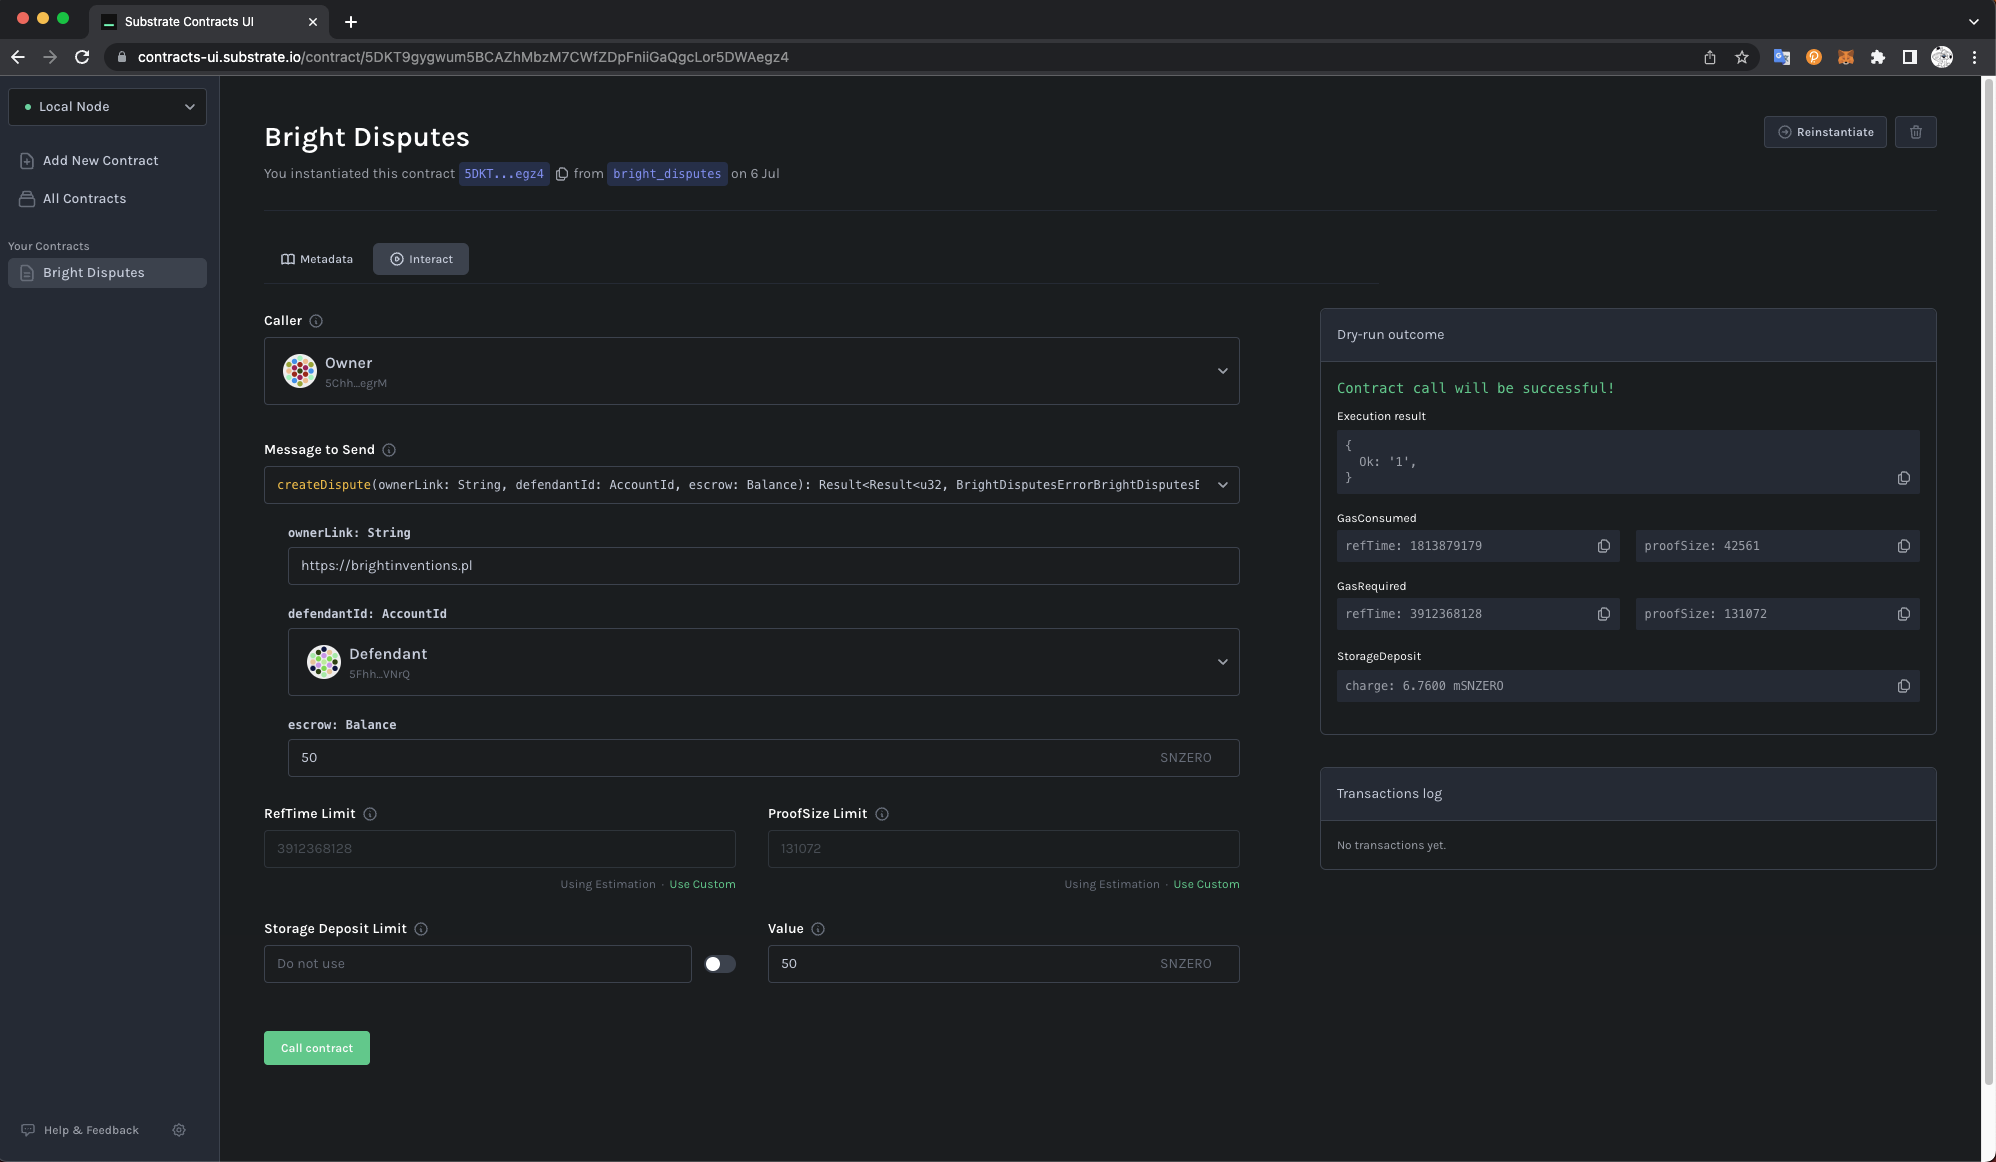 Substrate Contracts UI
contracts-ui.substrate.io/contract/5DKT9gygwum5BCAZhMbzM7CWfZDpFniiGaQgcLor5DWAegz4
Local Node
Add New Contract
All Contracts
Your Contracts
Bright Disputes
Help & Feedback
Bright Disputes
You instantiated this contract 5DKT...egz4 from bright_disputes on 6 Jul
Reinstantiate
Metadata
Interact
Caller
Owner
5Chh...egrM
Message to Send
createDispute(ownerLink: String, defendantId: AccountId, escrow: Balance): Result<Result<u32, BrightDisputesErrorBrightDisputesE
ownerLink: String
https://brightinventions.pl
defendantId: AccountId
Defendant
5Fhh...VNrQ
escrow: Balance
50 SNZERO
RefTime Limit
3912368128
Using Estimation · Use Custom
ProofSize Limit
131072
Using Estimation · Use Custom
Storage Deposit Limit
Do not use
Value
50 SNZERO
Call contract
Dry-run outcome
Contract call will be successful!
Execution result
{
Ok: '1',
}
GasConsumed
refTime: 1813879179
proofSize: 42561
GasRequired
refTime: 3912368128
proofSize: 131072
StorageDeposit
charge: 6.7600 mSNZERO
Transactions log
No transactions yet.